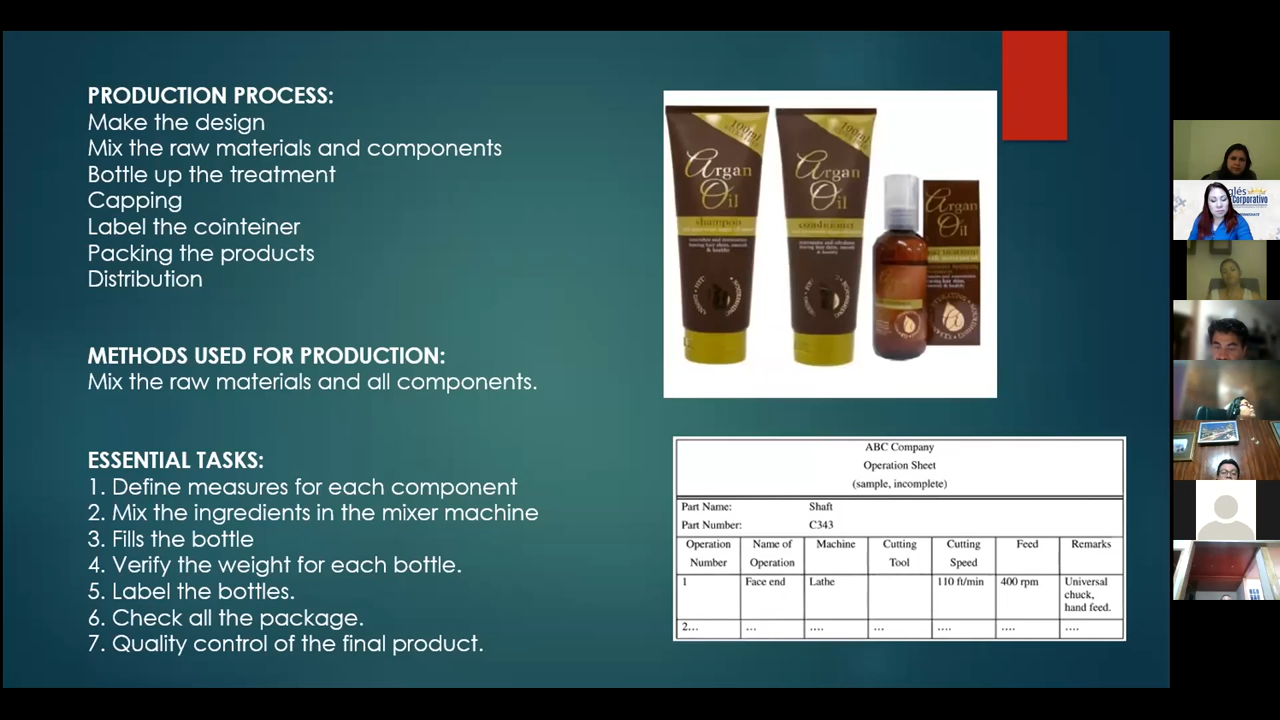 PRODUCTION PROCESS:
Make the design
Mix the raw materials and components
Bottle up the treatment
Capping
Label the cointeiner
Packing the products
Distribution
METHODS USED FOR PRODUCTION:
Mix the raw materials and all components.
ESSENTIAL TASKS:
1. Define measures for each component
2. Mix the ingredients in the mixer machine
3. Fills the bottle
4. Verify the weight for each bottle.
5. Label the bottles.
6. Check all the package.
7. Quality control of the final product.
100ml
Argan
Oil
shampoo
100ml
Argan
Oil
conditioner
Argan
Oil
ABC Company
Operation Sheet
(sample, incomplete)
Part Name: Shaft
Part Number: C343
Operation Number Name of Operation Machine Cutting Tool Cutting Speed Feed Remarks
1 Face end Lathe 110 ft/min 400 rpm Universal chuck, hand feed.
2... ... .... ... .... .... ....
glés
Corporativo